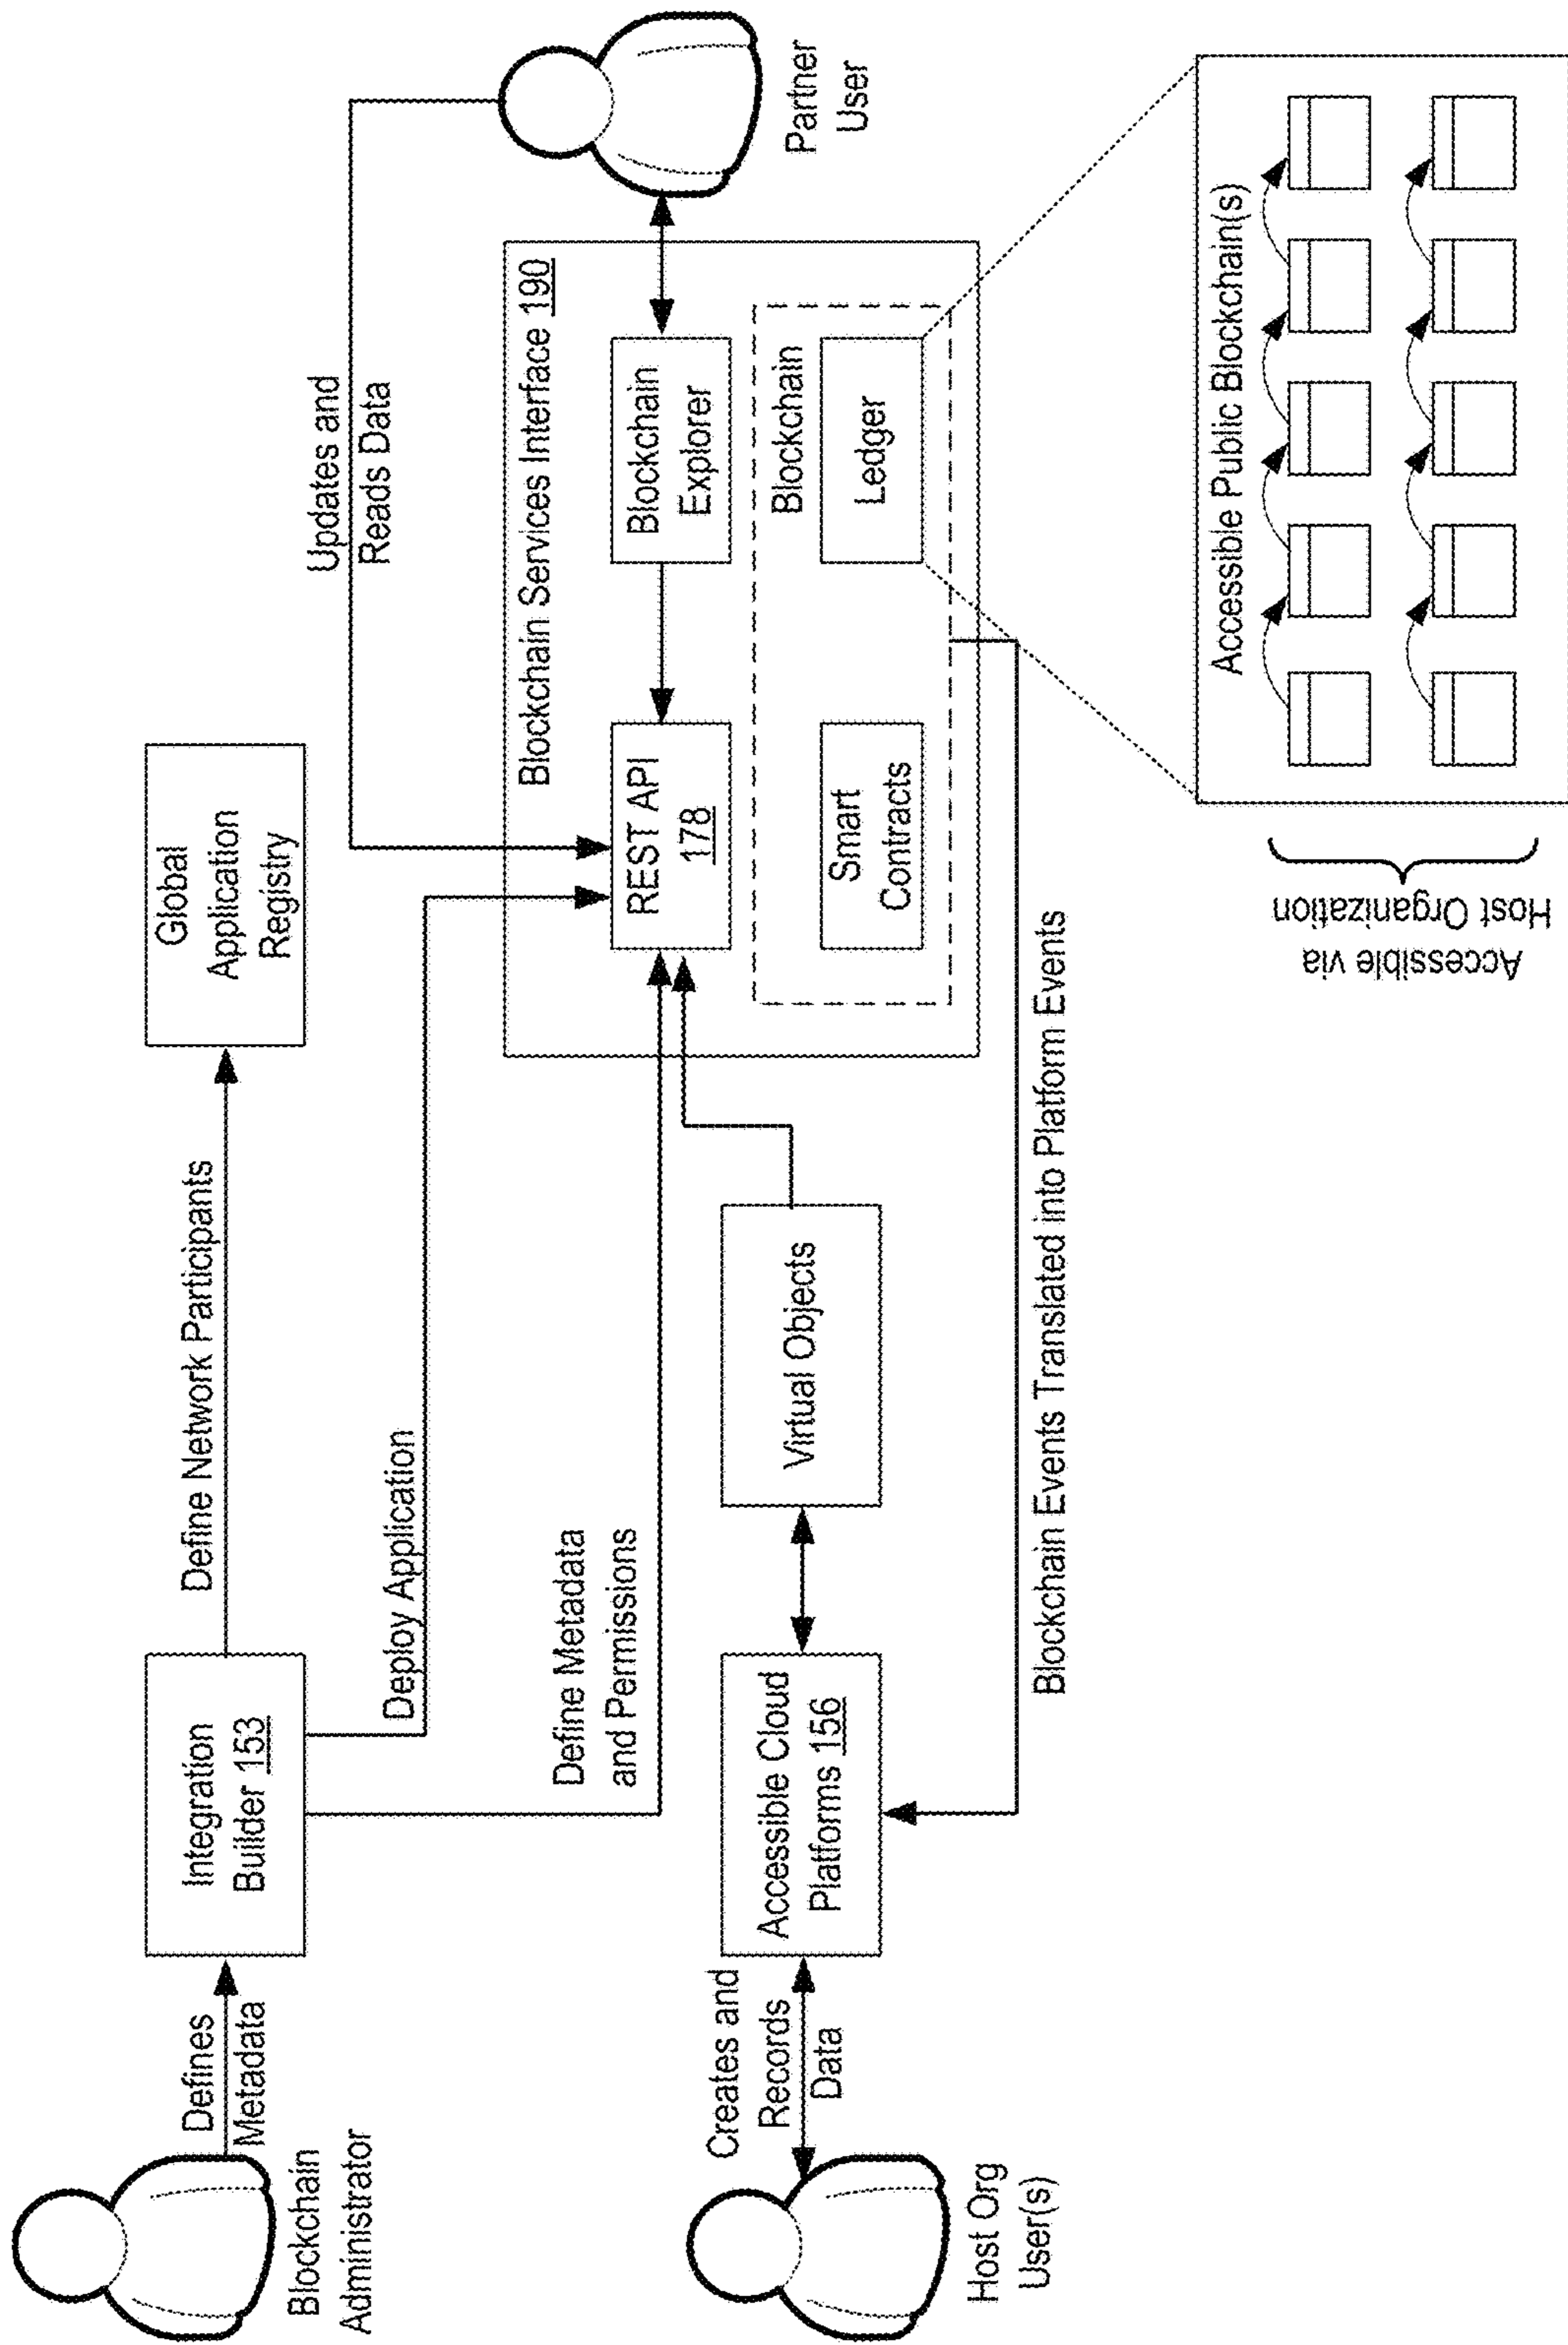 Blockchain
Administrator
Defines
Metadata
Integration
Builder 153
Define Network Participants
Global
Application
Registry
Deploy Application
Define Metadata
and Permissions
Updates and
Reads Data
Partner
User
Blockchain Services Interface 190
REST API
178
Blockchain
Explorer
Blockchain
Smart
Contracts
Ledger
Host Org
User(s)
Creates and
Records
Data
Accessible Cloud
Platforms 156
Virtual Objects
Blockchain Events Translated into Platform Events
Accessible Public Blockchain(s)
Accessible via
Host Organization